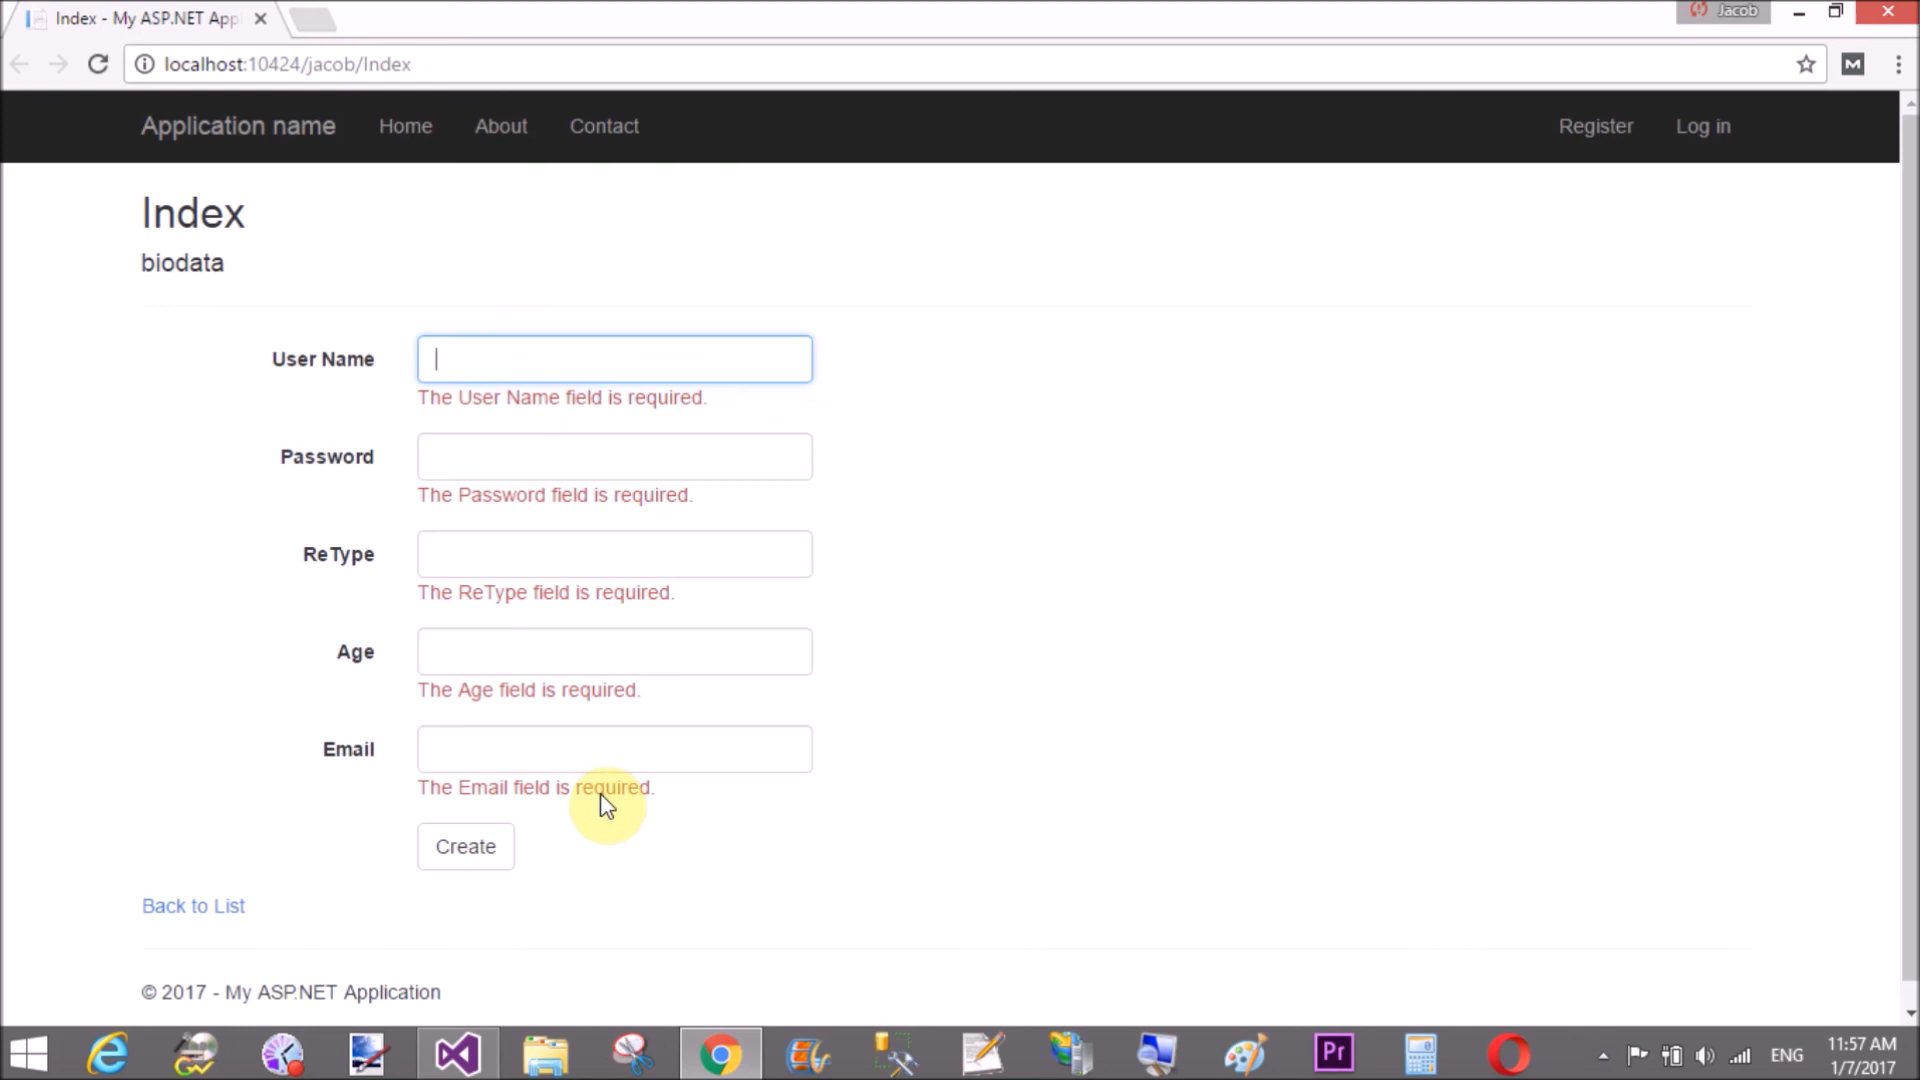 Index - My ASP.NET App
Jacob
localhost:10424/jacob/Index
M
Application name Home About Contact Register Log in
Index
biodata
User Name
The User Name field is required.
Password
The Password field is required.
ReType
The ReType field is required.
Age
The Age field is required.
Email
The Email field is required.
Create
Back to List
© 2017 - My ASP.NET Application
Pr
ENG
11:57 AM
1/7/2017